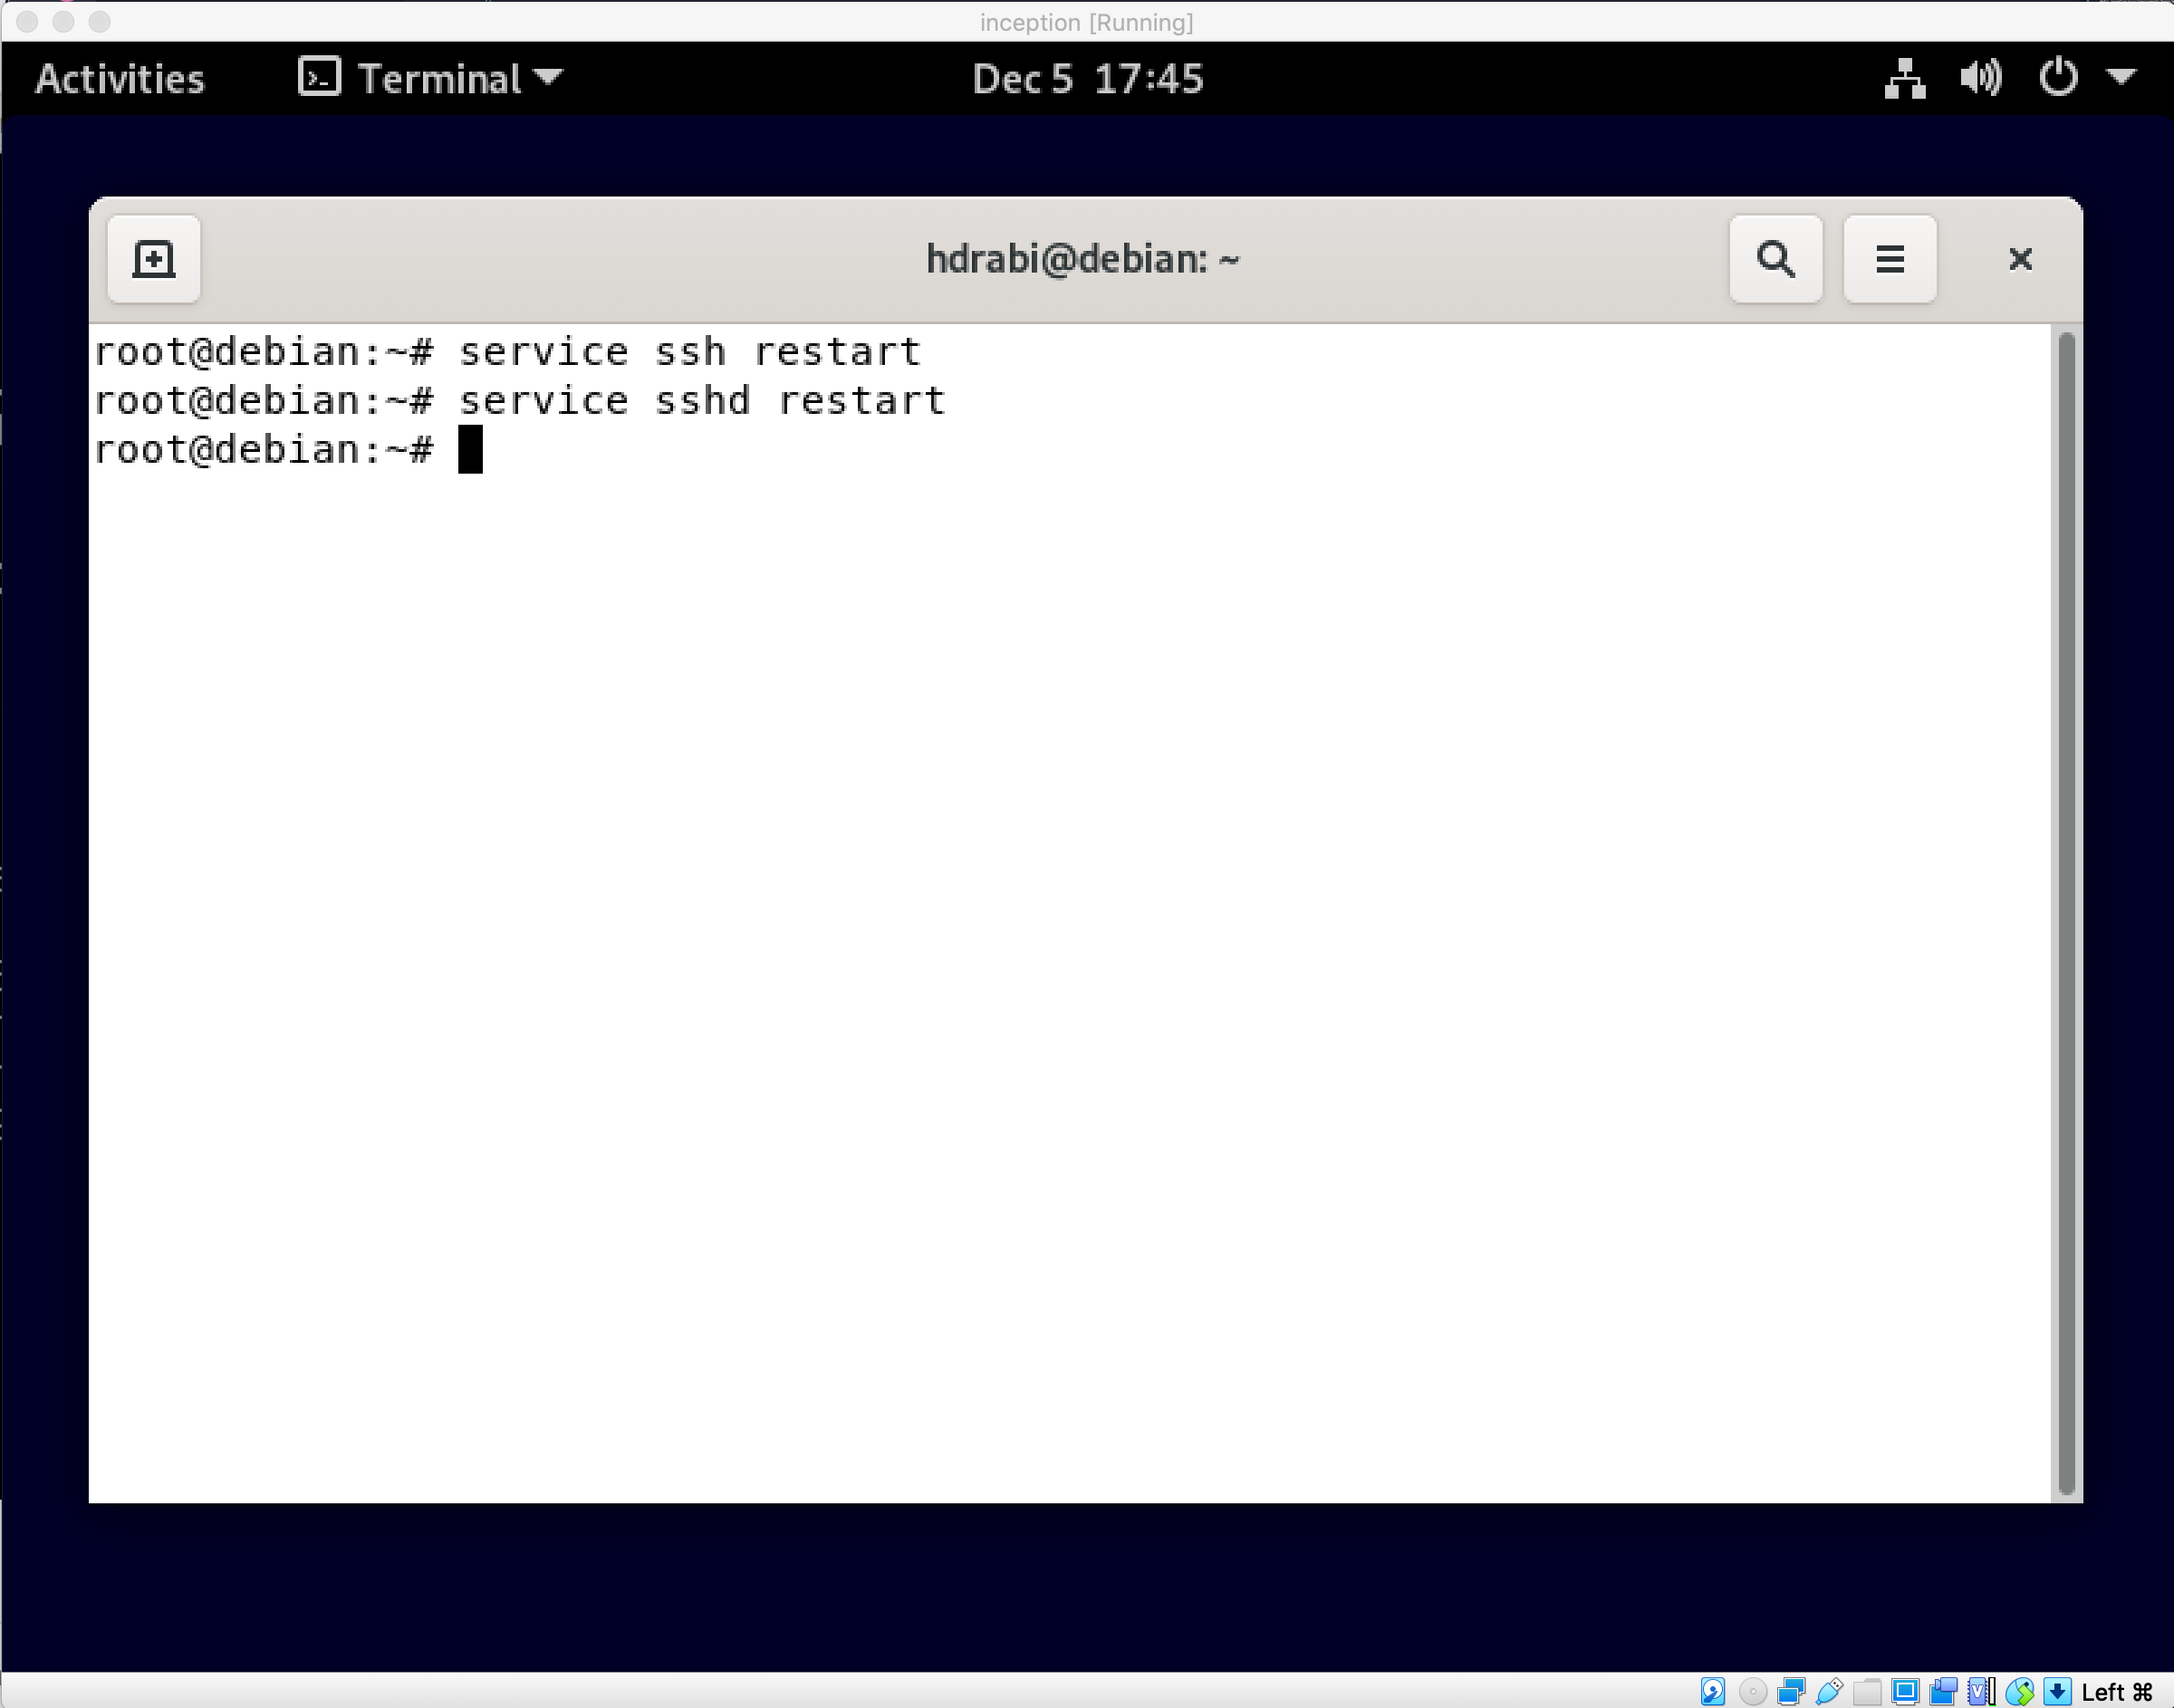 inception [Running]
Activities Terminal Dec 5 17:45
hdrabi@debian: ~
root@debian:~# service ssh restart
root@debian:~# service sshd restart
root@debian:~#
Left ⌘